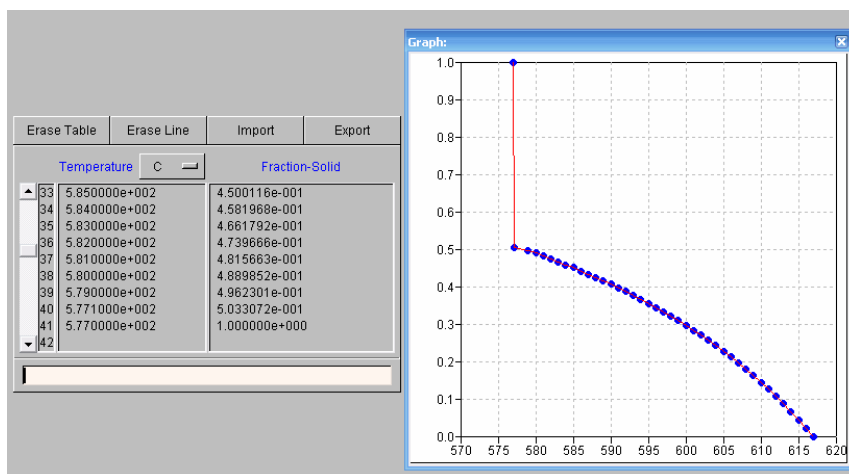 Erase Table Erase Line Import Export
Temperature C Fraction-Solid
33 5.850000e+002 4.500116e-001
34 5.840000e+002 4.581968e-001
35 5.830000e+002 4.661792e-001
36 5.820000e+002 4.739666e-001
37 5.810000e+002 4.815663e-001
38 5.800000e+002 4.889852e-001
39 5.790000e+002 4.962301e-001
40 5.771000e+002 5.033072e-001
41 5.770000e+002 1.000000e+000
42
Graph:
1.0
0.9
0.8
0.7
0.6
0.5
0.4
0.3
0.2
0.1
0.0
570 575 580 585 590 595 600 605 610 615 620